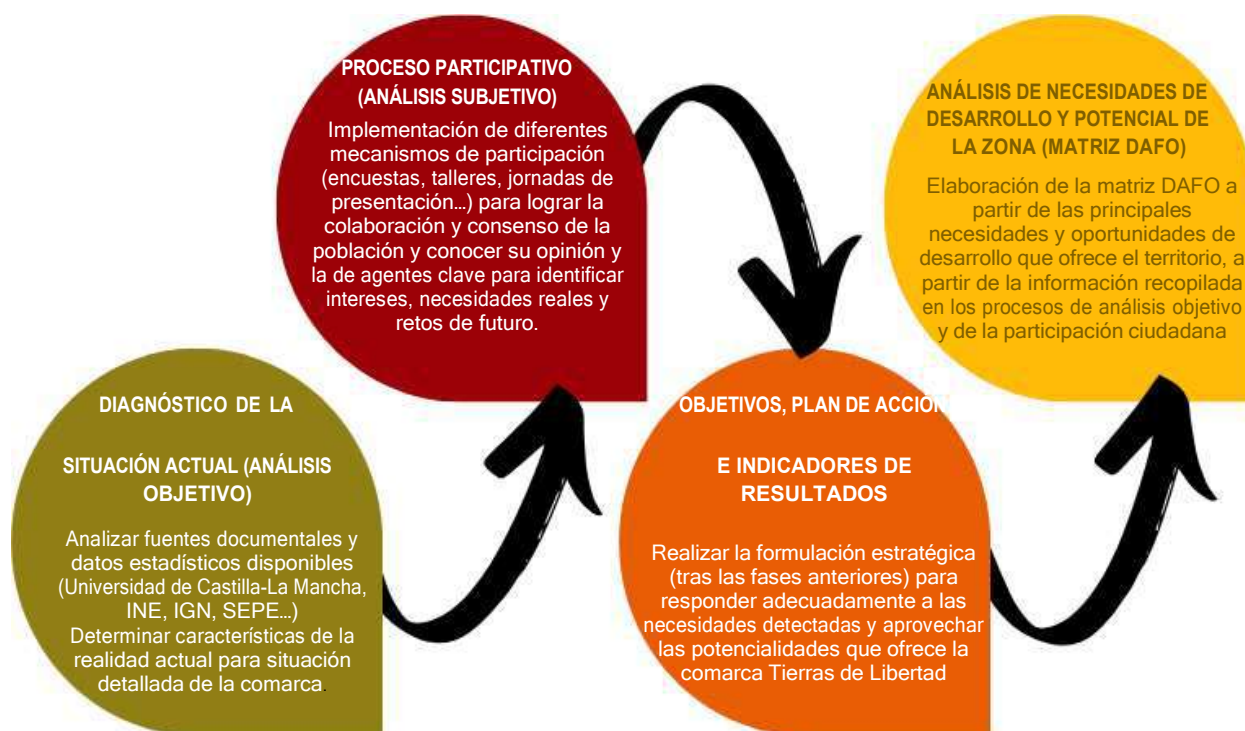 DIAGNÓSTICO DE LA
SITUACIÓN ACTUAL (ANÁLISIS
OBJETIVO)
Analizar fuentes documentales y
datos estadísticos disponibles
(Universidad de Castilla-La Mancha,
INE, IGN, SEPE...)
Determinar características de la
realidad actual para situación
detallada de la comarca.
PROCESO PARTICIPATIVO
(ANÁLISIS SUBJETIVO)
Implementación de diferentes
mecanismos de participación
(encuestas, talleres, jornadas de
presentación...) para lograr la
colaboración y consenso de la
población y conocer su opinión y
la de agentes clave para identificar
intereses, necesidades reales y
retos de futuro.
OBJETIVOS, PLAN DE ACCIÓN
E INDICADORES DE
RESULTADOS
Realizar la formulación estratégica
(tras las fases anteriores) para
responder adecuadamente a las
necesidades detectadas y aprovechar
las potencialidades que ofrece la
comarca Tierras de Libertad
ANÁLISIS DE NECESIDADES DE
DESARROLLO Y POTENCIAL DE
LA ZONA (MATRIZ DAFO)
Elaboración de la matriz DAFO a
partir de las principales
necesidades y oportunidades de
desarrollo que ofrece el territorio, a
partir de la información recopilada
en los procesos de análisis objetivo
y de la participación ciudadana